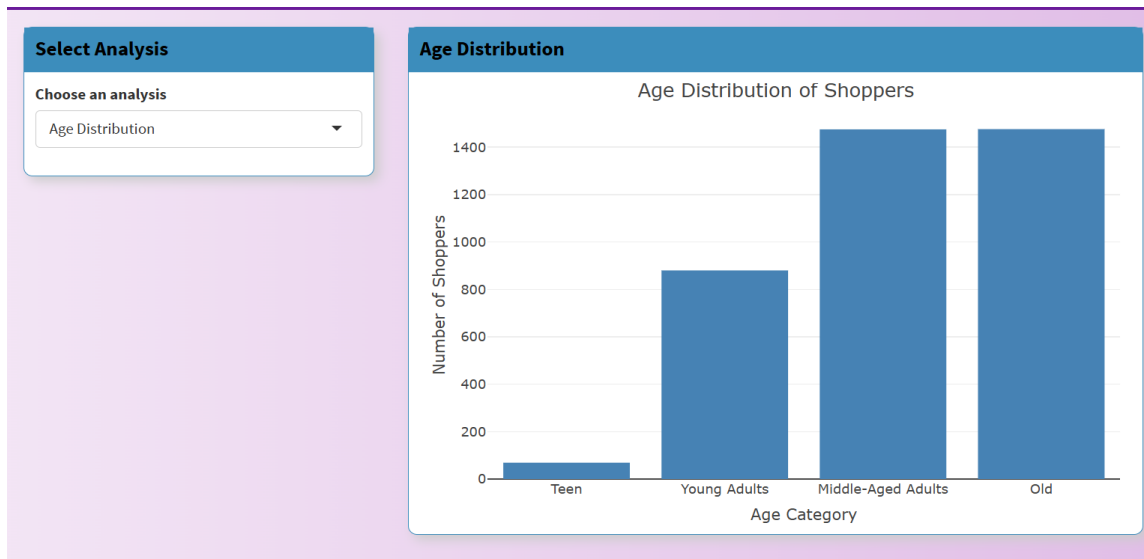 Select Analysis
Choose an analysis
Age Distribution
Age Distribution
Age Distribution of Shoppers
Number of Shoppers
1400
1200
1000
800
600
400
200
0
Teen Young Adults Middle-Aged Adults Old
Age Category